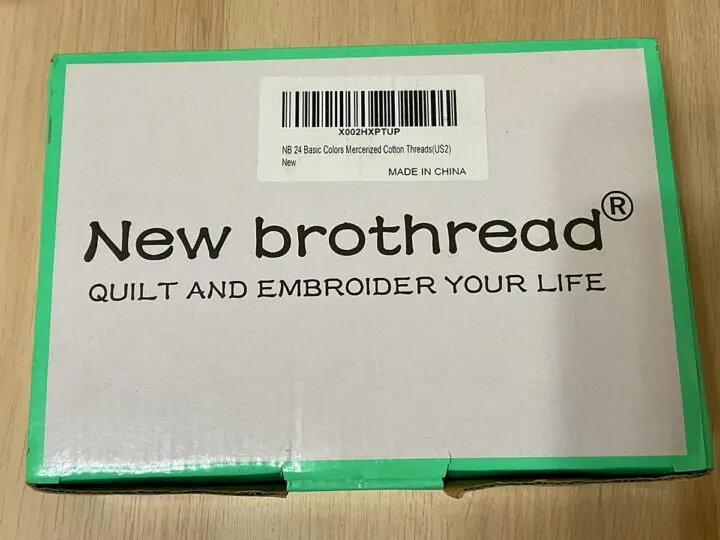 X002HXPTUP
NB 24 Basic Colors Mercerized Cotton Threads(US2)
New
MADE IN CHINA
New brothread®
QUILT AND EMBROIDER YOUR LIFE